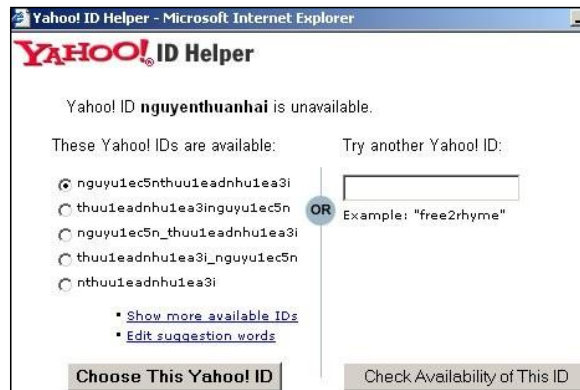 Yahoo! ID Helper - Microsoft Internet Explorer
YAHOO! ID Helper
Yahoo! ID nguyenthuanhai is unavailable.
These Yahoo! IDs are available:
nguyu1ec5nthuu1eadnhu1ea3i
thuu1eadnhu1ea3inguyu1ec5n
nguyu1ec5n_thuu1eadnhu1ea3i
thuu1eadnhu1ea3i_nguyu1ec5n
nthuu1eadnhu1ea3i
Show more available IDs
Edit suggestion words
Choose This Yahoo! ID
OR
Try another Yahoo! ID:
Example: "free2rhyme"
Check Availability of This ID